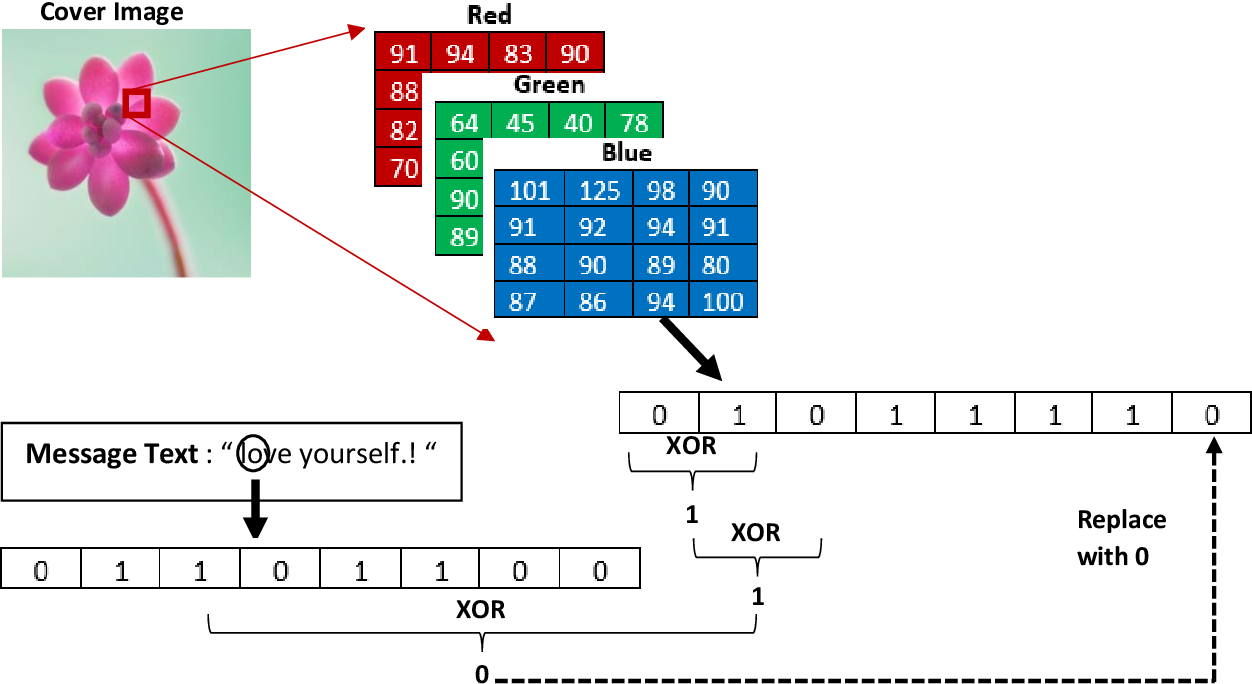 Cover Image
Red
91 94 83 90
88
82
70
Green
64 45 40 78
60
90
89
Blue
101 125 98 90
91 92 94 91
88 90 89 80
87 86 94 100
0 1 0 1 1 1 1 0
XOR
1
XOR
1
Replace
with 0
Message Text : “ love yourself.! “
0 1 1 0 1 1 0 0
XOR
0